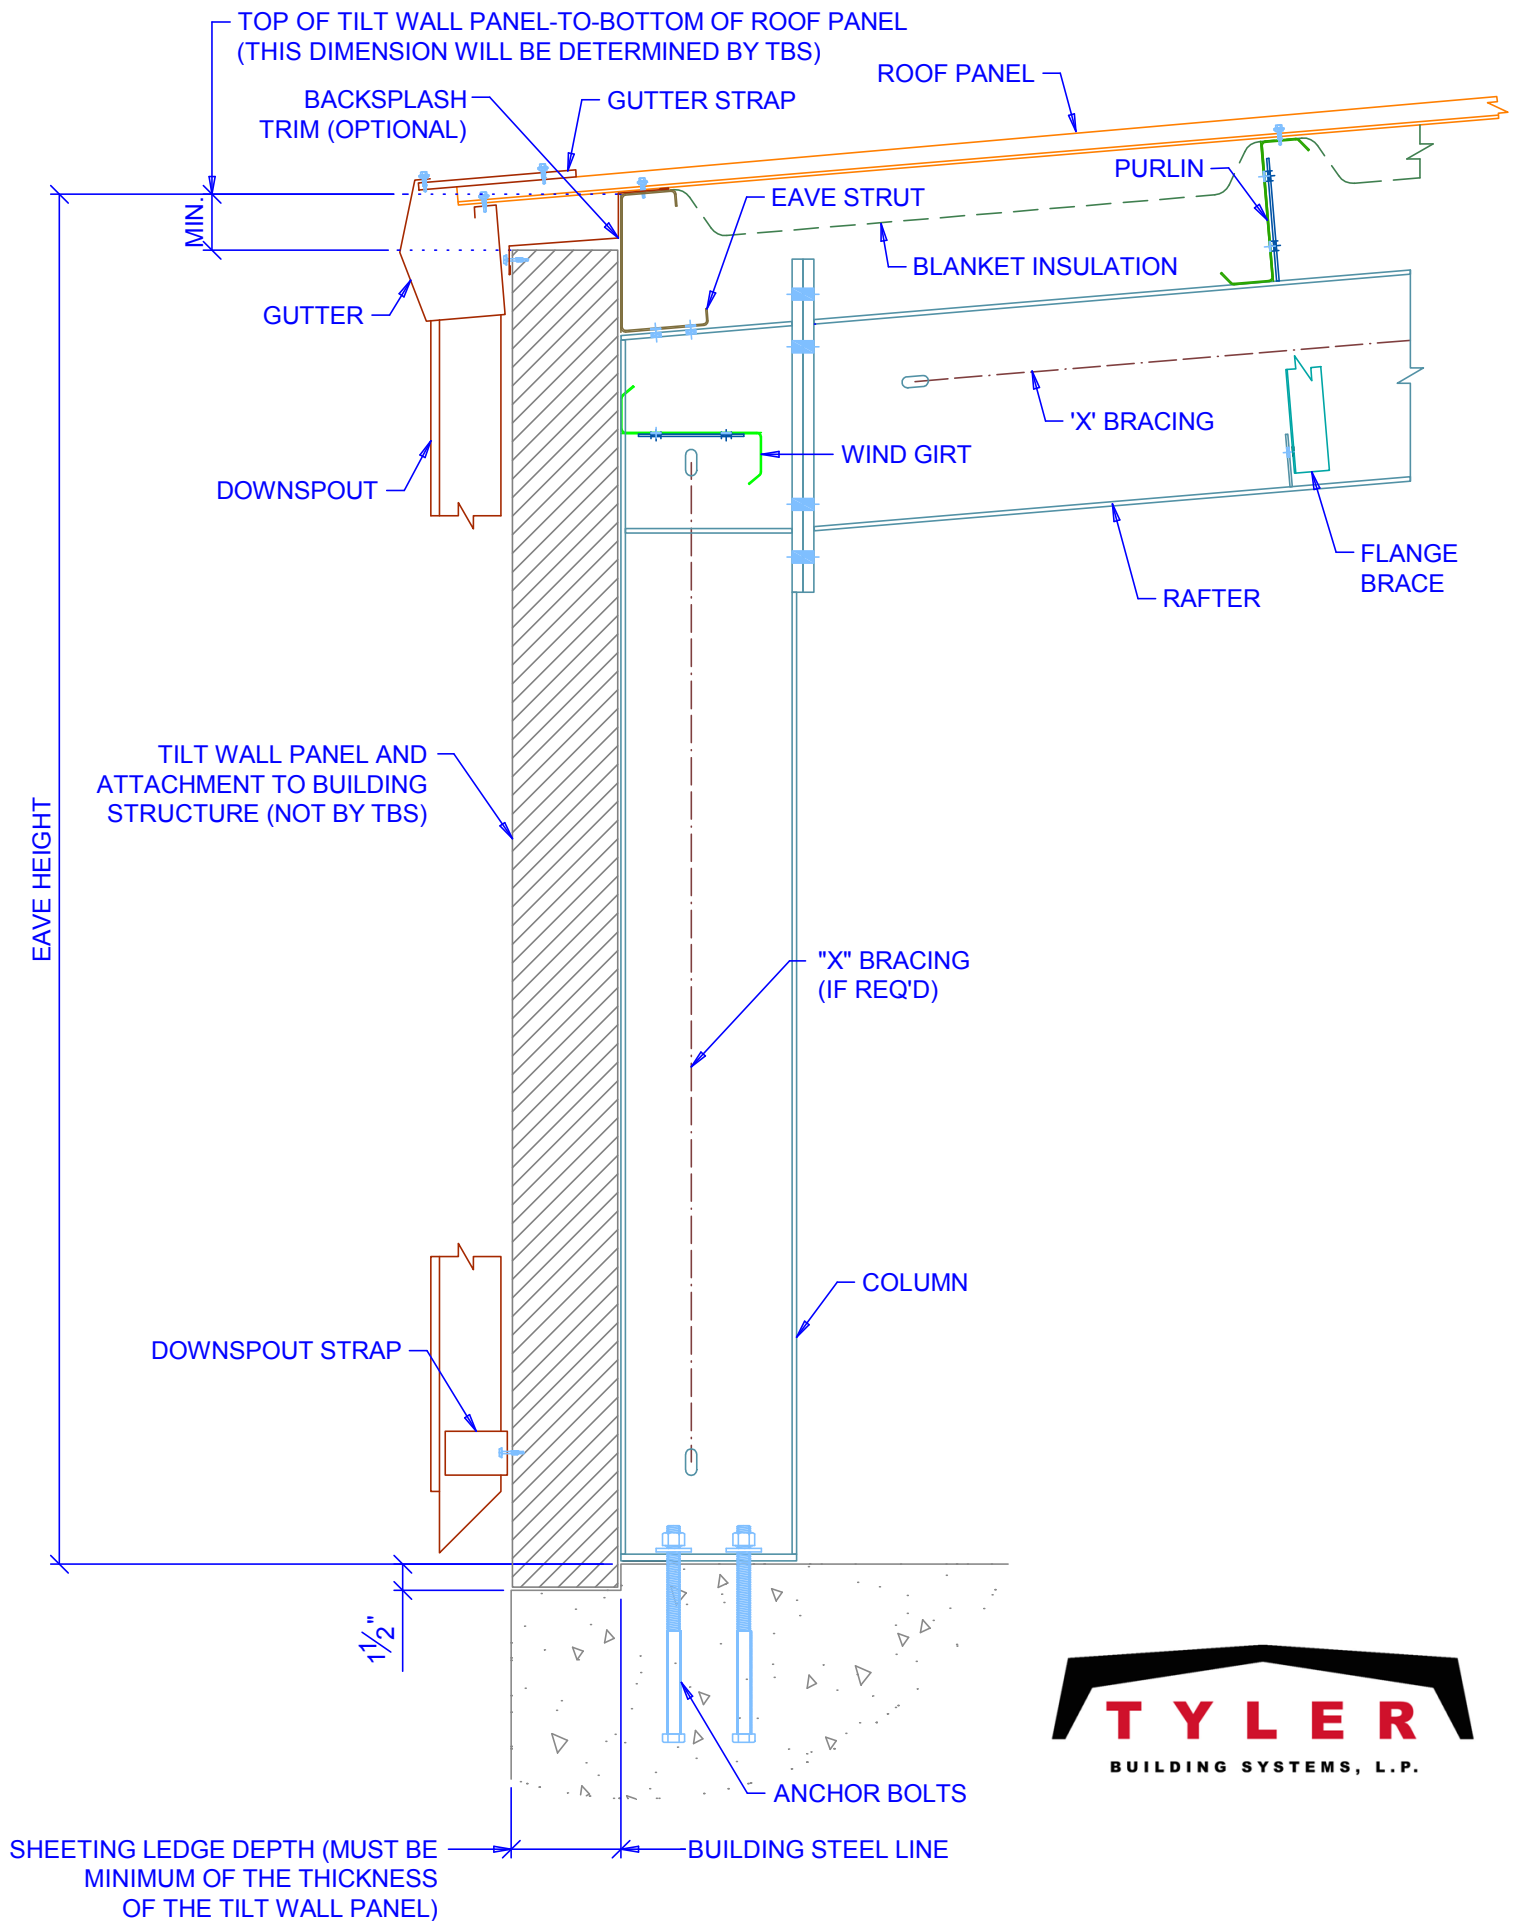 TOP OF TILT WALL PANEL-TO-BOTTOM OF ROOF PANEL
(THIS DIMENSION WILL BE DETERMINED BY TBS)
ROOF PANEL
BACKSPLASH
TRIM (OPTIONAL)
GUTTER STRAP
PURLIN
EAVE STRUT
MIN.
BLANKET INSULATION
GUTTER
'X' BRACING
WIND GIRT
DOWNSPOUT
FLANGE
BRACE
RAFTER
TILT WALL PANEL AND
ATTACHMENT TO BUILDING
STRUCTURE (NOT BY TBS)
EAVE HEIGHT
"X" BRACING
(IF REQ'D)
COLUMN
DOWNSPOUT STRAP
1½"
TYLER
BUILDING SYSTEMS, L.P.
ANCHOR BOLTS
SHEETING LEDGE DEPTH (MUST BE
MINIMUM OF THE THICKNESS
OF THE TILT WALL PANEL)
BUILDING STEEL LINE